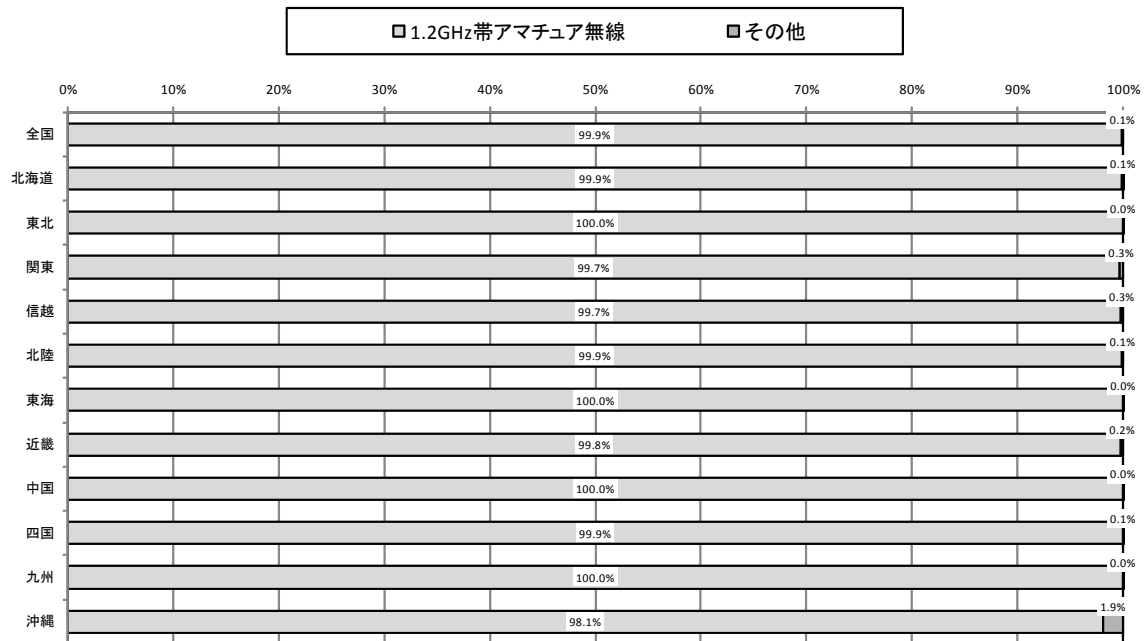 1.2GHz帯アマチュア無線 その他
0% 10% 20% 30% 40% 50% 60% 70% 80% 90% 100%
全国 99.9% 0.1%
北海道 99.9% 0.1%
東北 100.0% 0.0%
関東 99.7% 0.3%
信越 99.7% 0.3%
北陸 99.9% 0.1%
東海 100.0% 0.0%
近畿 99.8% 0.2%
中国 100.0% 0.0%
四国 99.9% 0.1%
九州 100.0% 0.0%
沖縄 98.1% 1.9%